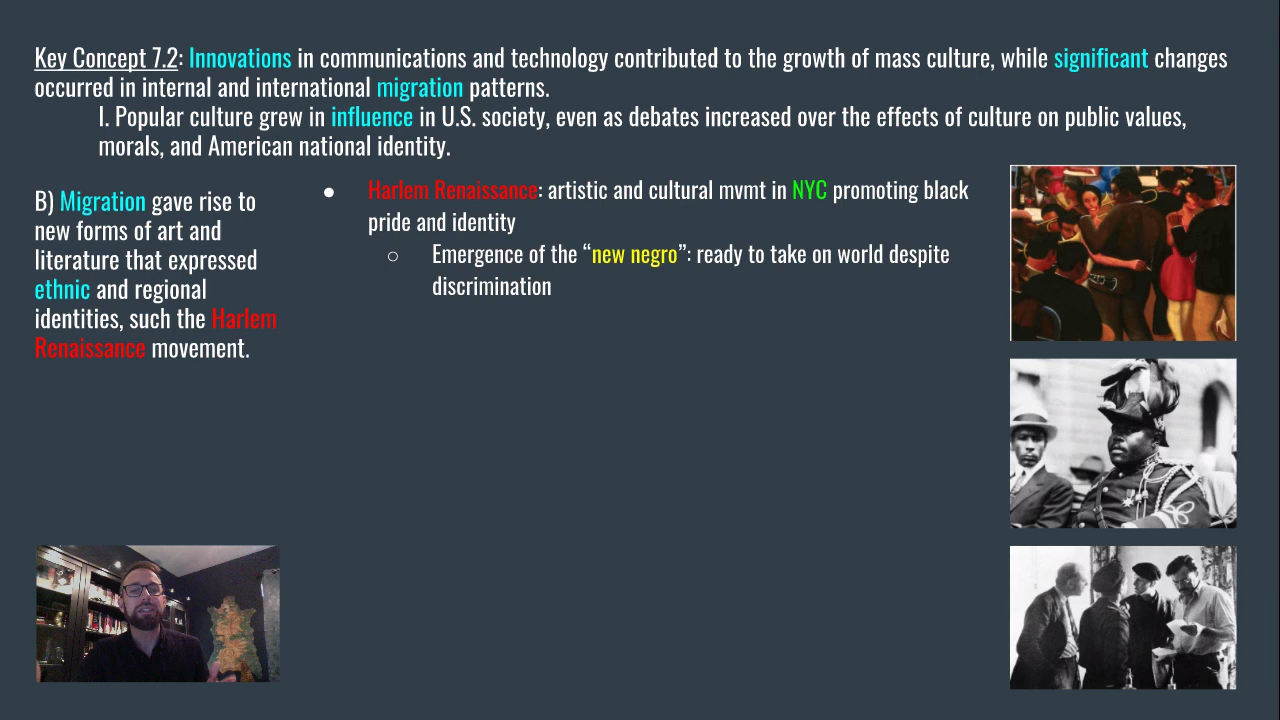 Key Concept 7.2: Innovations in communications and technology contributed to the growth of mass culture, while significant changes
occurred in internal and international migration patterns.
I. Popular culture grew in influence in U.S. society, even as debates increased over the effects of culture on public values,
morals, and American national identity.
B) Migration gave rise to
new forms of art and
literature that expressed
ethnic and regional
identities, such the Harlem
Renaissance movement.
● Harlem Renaissance: artistic and cultural mvmt in NYC promoting black
pride and identity
○ Emergence of the “new negro”: ready to take on world despite
discrimination